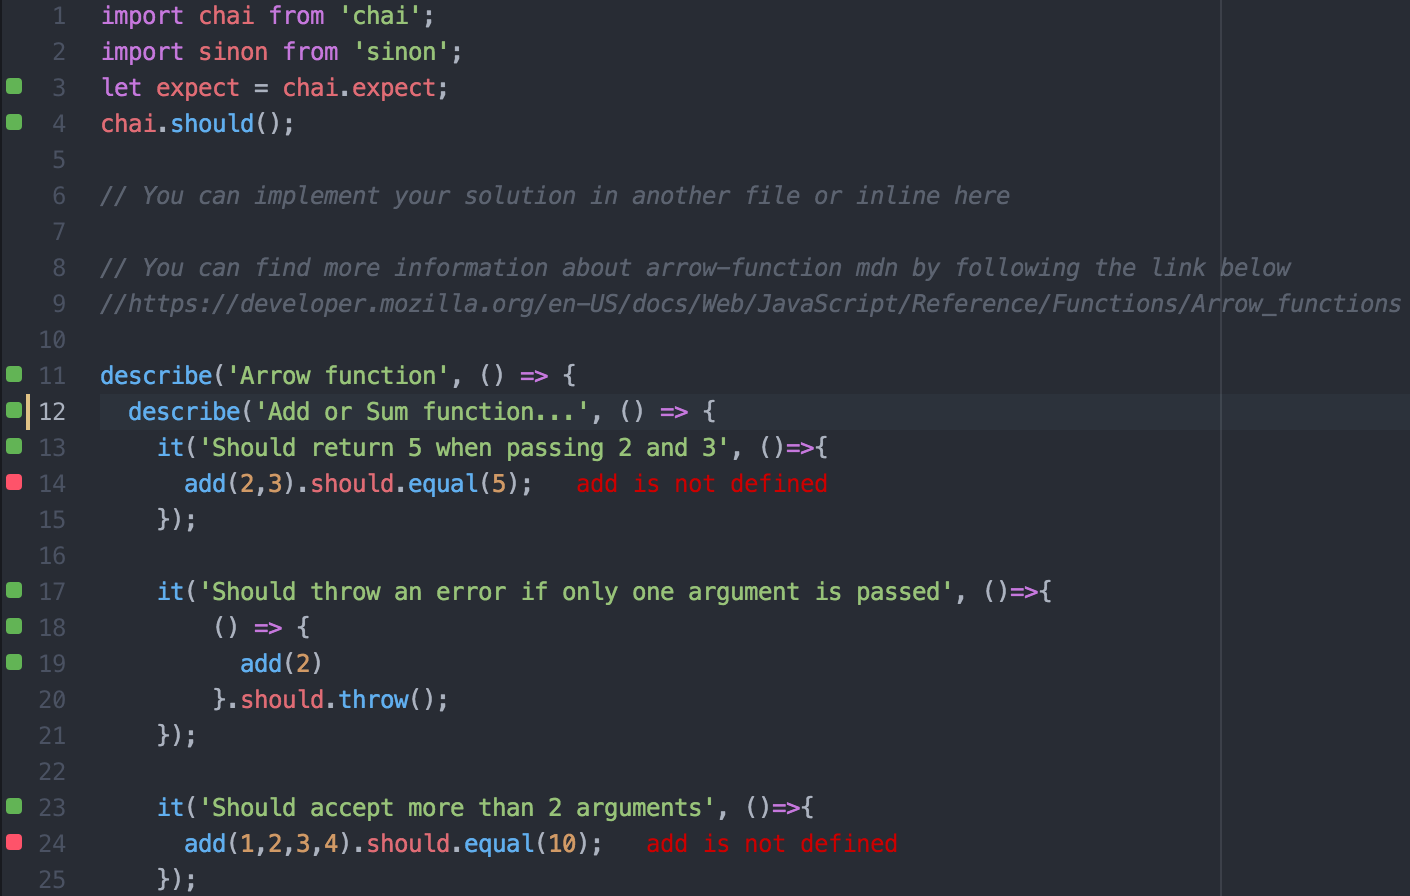 1 import chai from 'chai';
2 import sinon from 'sinon';
3 let expect = chai.expect;
4 chai.should();
5
6 // You can implement your solution in another file or inline here
7
8 // You can find more information about arrow-function mdn by following the link below
9 //https://developer.mozilla.org/en-US/docs/Web/JavaScript/Reference/Functions/Arrow_functions
10
11 describe('Arrow function', () => {
12   describe('Add or Sum function...', () => {
13     it('Should return 5 when passing 2 and 3', ()=>{
14       add(2,3).should.equal(5);   add is not defined
15     });
16
17     it('Should throw an error if only one argument is passed', ()=>{
18         () => {
19           add(2)
20         }.should.throw();
21     });
22
23     it('Should accept more than 2 arguments', ()=>{
24       add(1,2,3,4).should.equal(10);   add is not defined
25     });